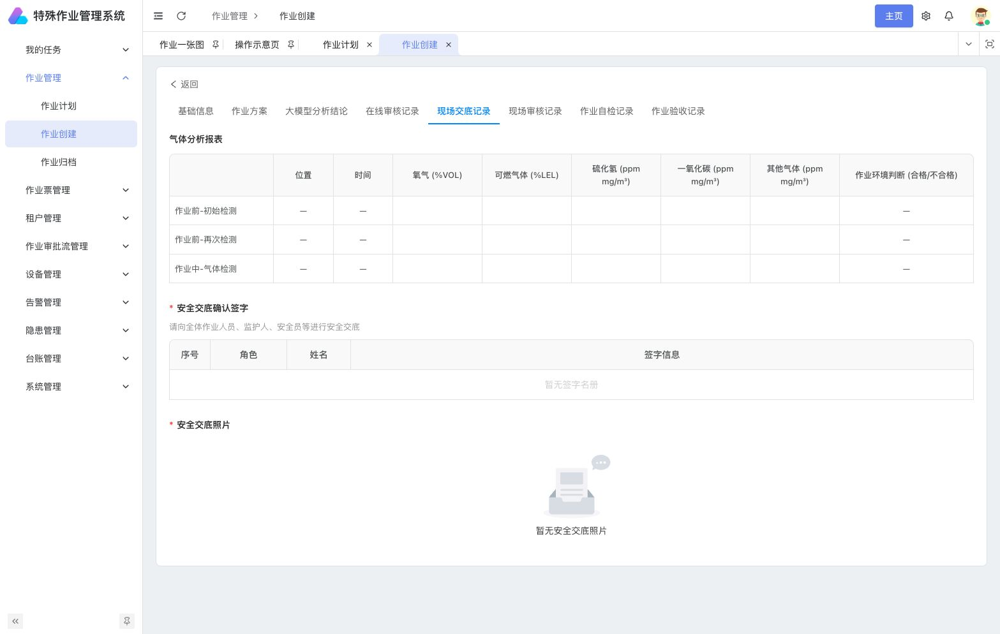 特殊作业管理系统
作业管理
作业创建
主页
作业一张图
操作示意页
作业计划
作业创建
我的任务
作业管理
作业计划
作业创建
作业归档
作业票管理
租户管理
作业审批流管理
设备管理
告警管理
隐患管理
台账管理
系统管理
返回
基础信息
作业方案
大模型分析结论
在线审核记录
现场交底记录
现场审核记录
作业自检记录
作业验收记录
气体分析报表
位置
时间
氧气 (%VOL)
可燃气体 (%LEL)
硫化氢 (ppm
mg/m³)
一氧化碳 (ppm
mg/m³)
其他气体 (ppm
mg/m³)
作业环境判断 (合格/不合格)
作业前-初始检测 — — —
作业前-再次检测 — — —
作业中-气体检测 — — —
* 安全交底确认签字
请向全体作业人员、监护人、安全员等进行安全交底
序号 角色 姓名 签字信息
暂无签字名册
* 安全交底照片
暂无安全交底照片